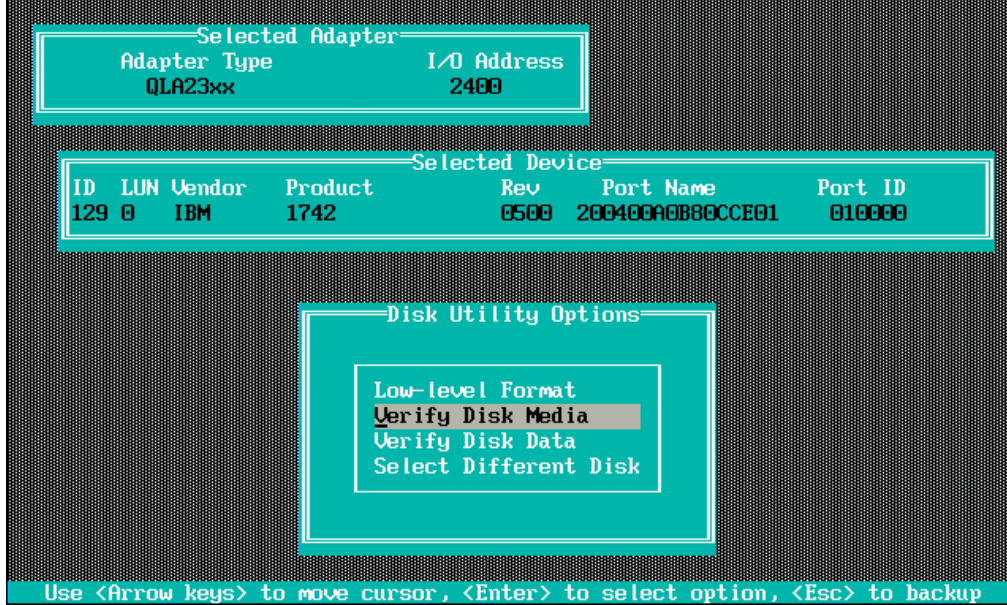 Selected Adapter
Adapter Type I/O Address
QLA23xx 2400
Selected Device
ID LUN Vendor Product Rev Port Name Port ID
129 0 IBM 1742 0500 200400A0B80CCE01 010000
Disk Utility Options
Low-level Format
Verify Disk Media
Verify Disk Data
Select Different Disk
Use <Arrow keys> to move cursor, <Enter> to select option, <Esc> to backup